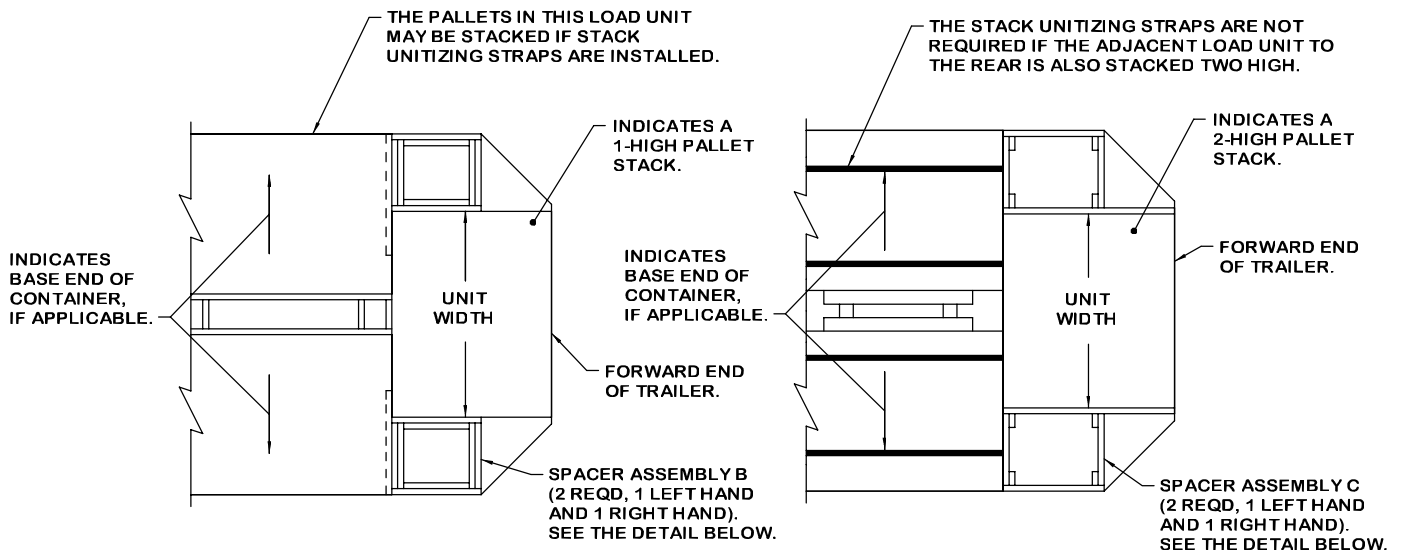 THE PALLETS IN THIS LOAD UNIT
MAY BE STACKED IF STACK
UNITIZING STRAPS ARE INSTALLED.
INDICATES A
1-HIGH PALLET
STACK.
INDICATES
BASE END OF
CONTAINER,
IF APPLICABLE.
UNIT
WIDTH
FORWARD END
OF TRAILER.
SPACER ASSEMBLY B
(2 REQD, 1 LEFT HAND
AND 1 RIGHT HAND).
SEE THE DETAIL BELOW.
THE STACK UNITIZING STRAPS ARE NOT
REQUIRED IF THE ADJACENT LOAD UNIT TO
THE REAR IS ALSO STACKED TWO HIGH.
INDICATES A
2-HIGH PALLET
STACK.
INDICATES
BASE END OF
CONTAINER,
IF APPLICABLE.
UNIT
WIDTH
FORWARD END
OF TRAILER.
SPACER ASSEMBLY C
(2 REQD, 1 LEFT HAND
AND 1 RIGHT HAND).
SEE THE DETAIL BELOW.